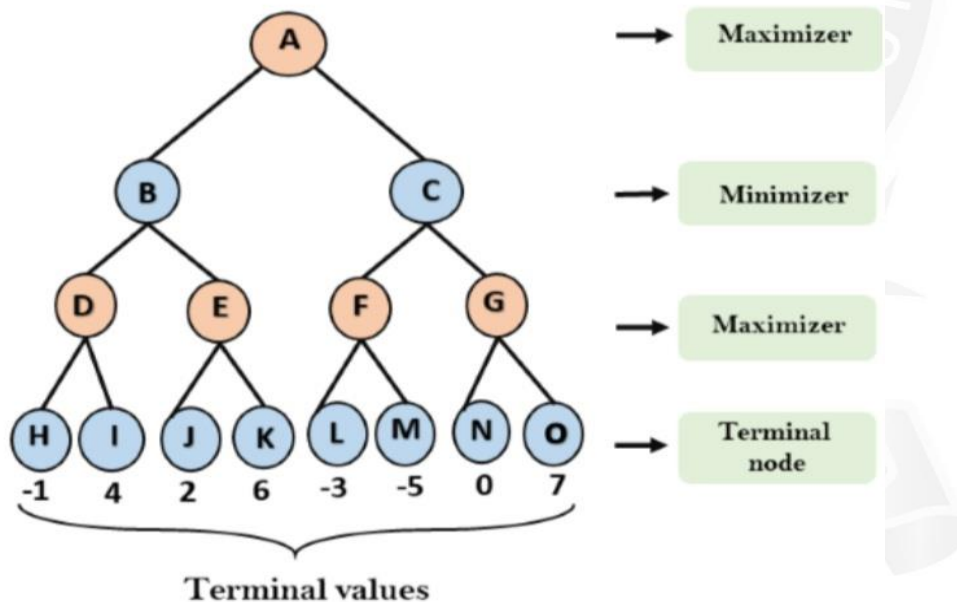 A
Maximizer
B
C
Minimizer
D
E
F
G
Maximizer
H
I
J
K
L
M
N
O
Terminal
node
-1
4
2
6
-3
-5
0
7
Terminal values